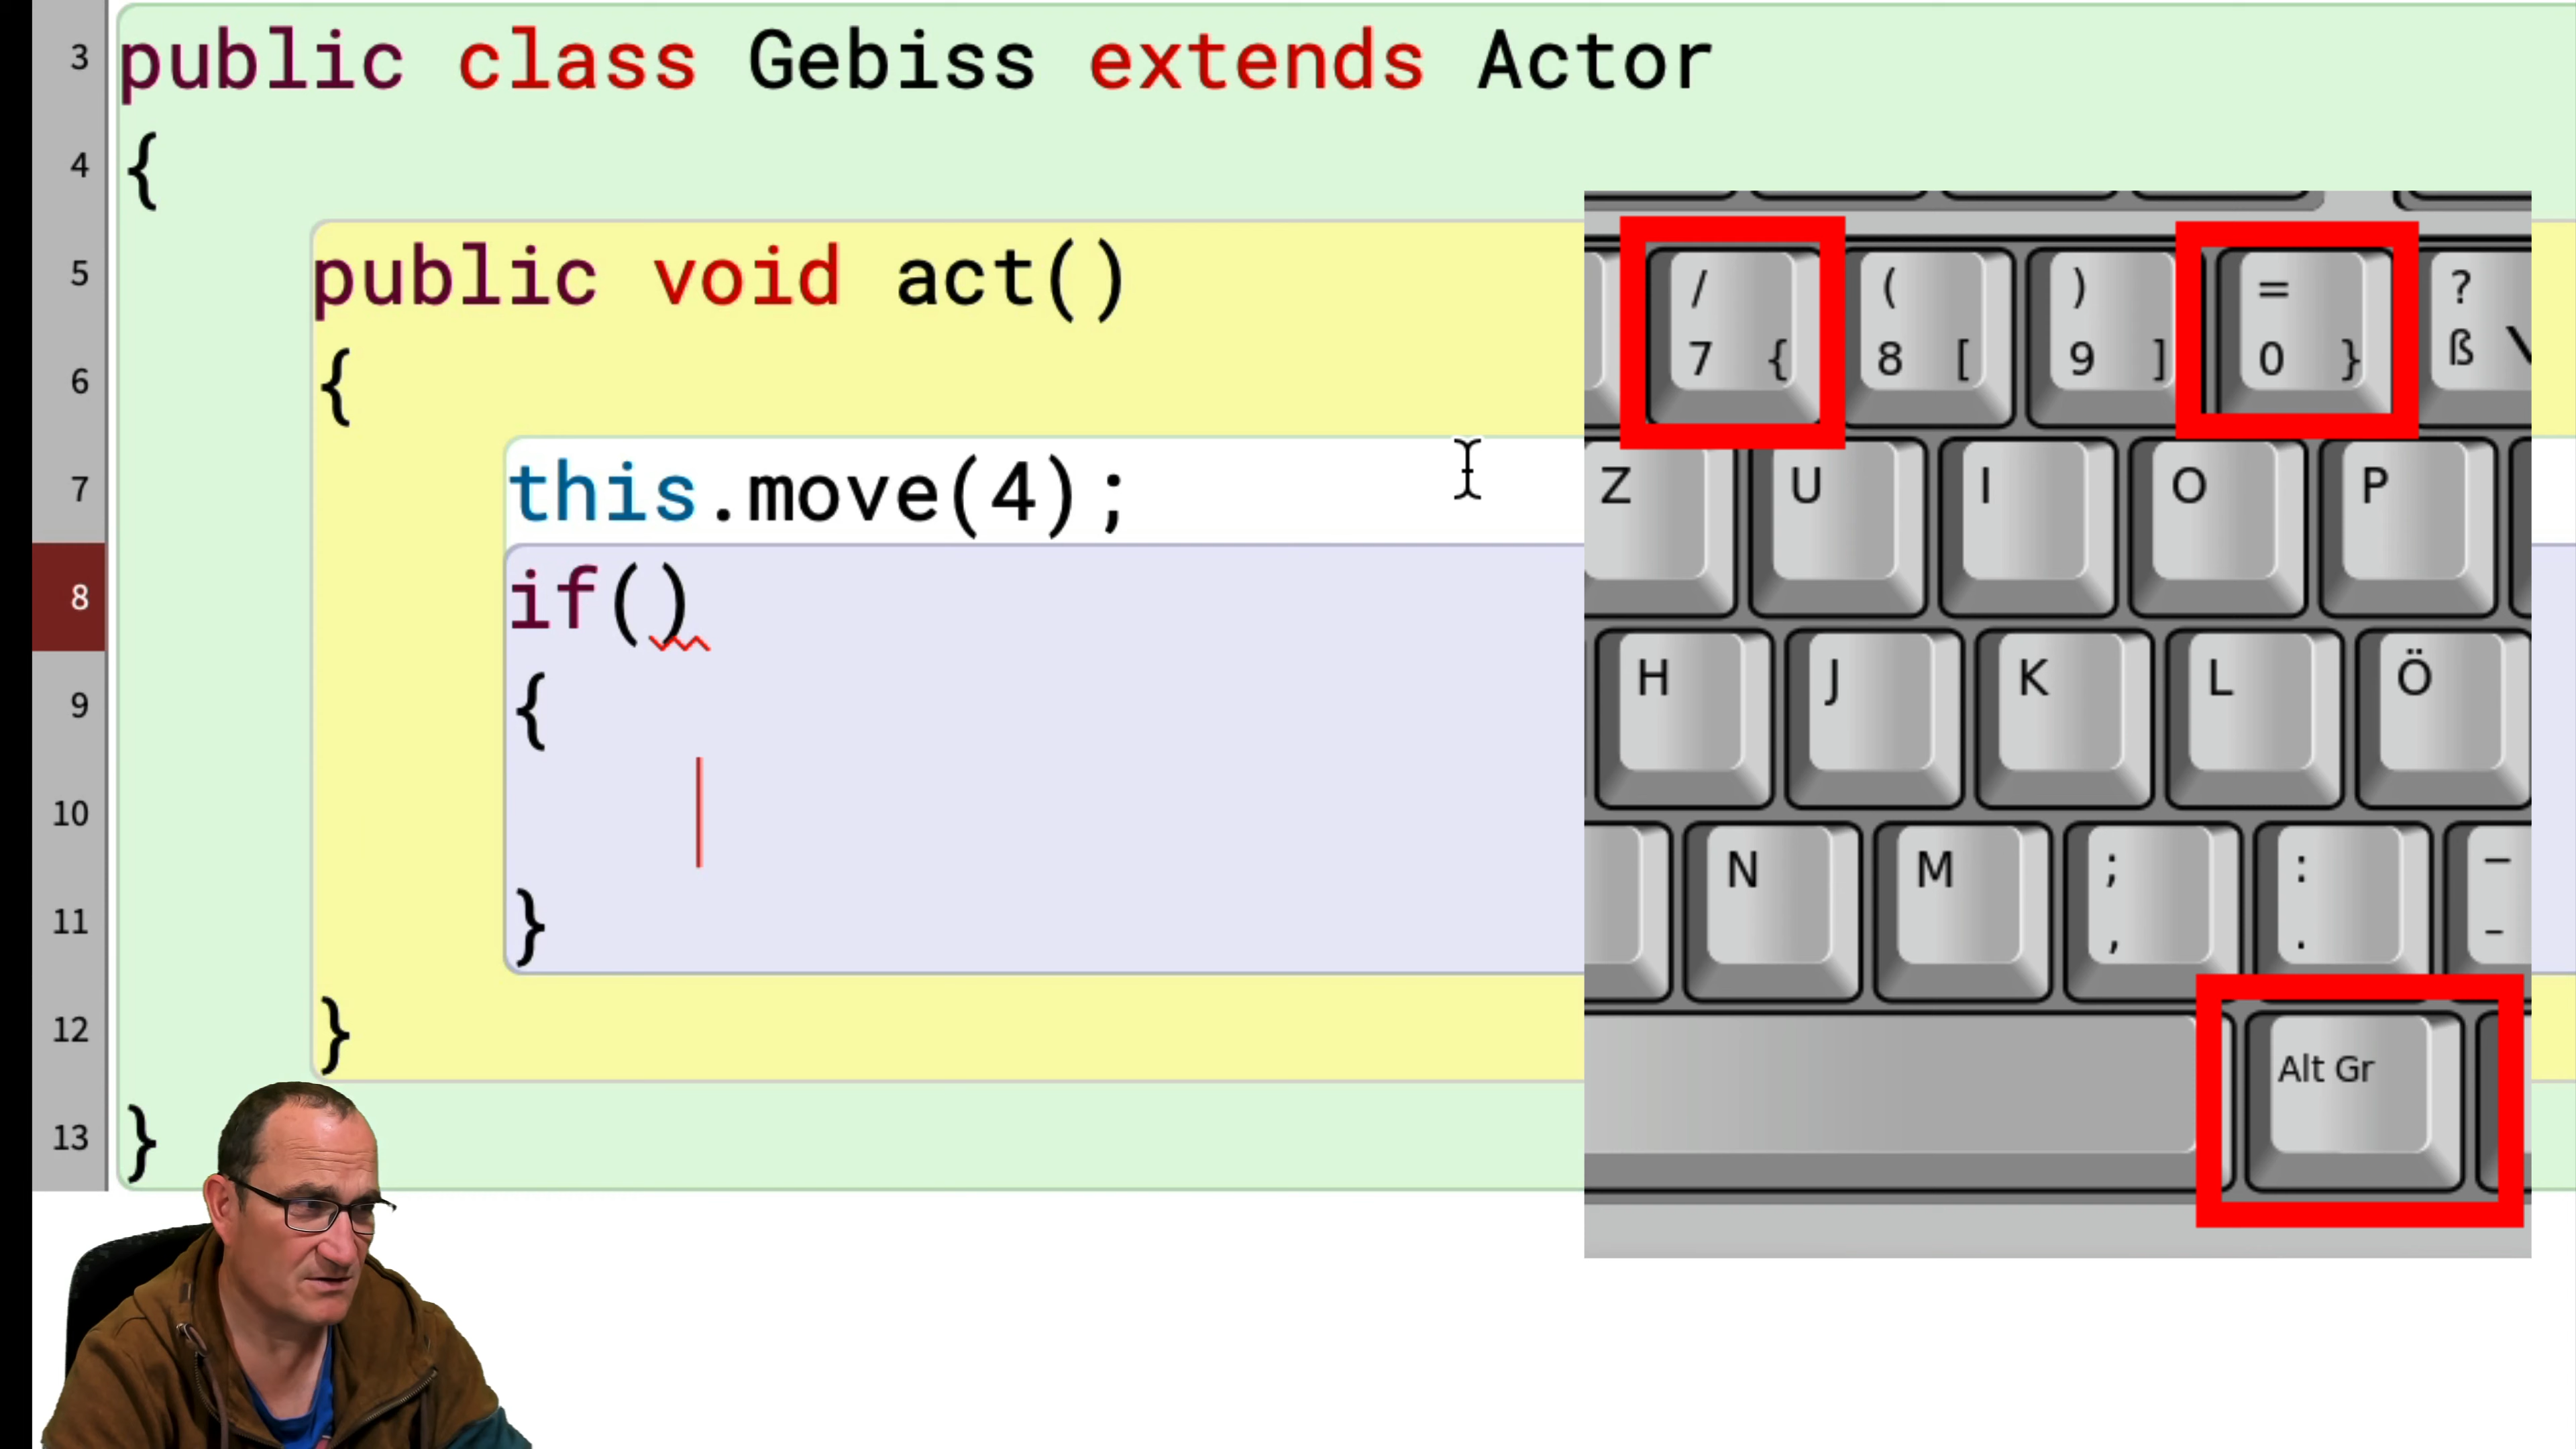 3 public class Gebiss extends Actor
4 {
5 public void act()
6 {
7 this.move(4);
8 if()
9 {
10
11 }
12 }
13 }
/ ( ) = ?
7 { 8 [ 9 ] 0 } ß \
Z U I O P
H J K L Ö
N M ; : _
, . -
Alt Gr